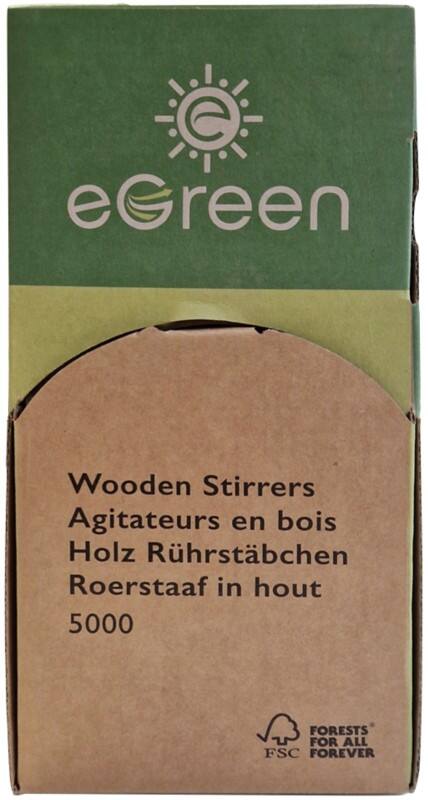 eGreen
Wooden Stirrers
Agitateurs en bois
Holz Rührstäbchen
Roerstaaf in hout
5000
FSC
FORESTS®
FOR ALL
FOREVER